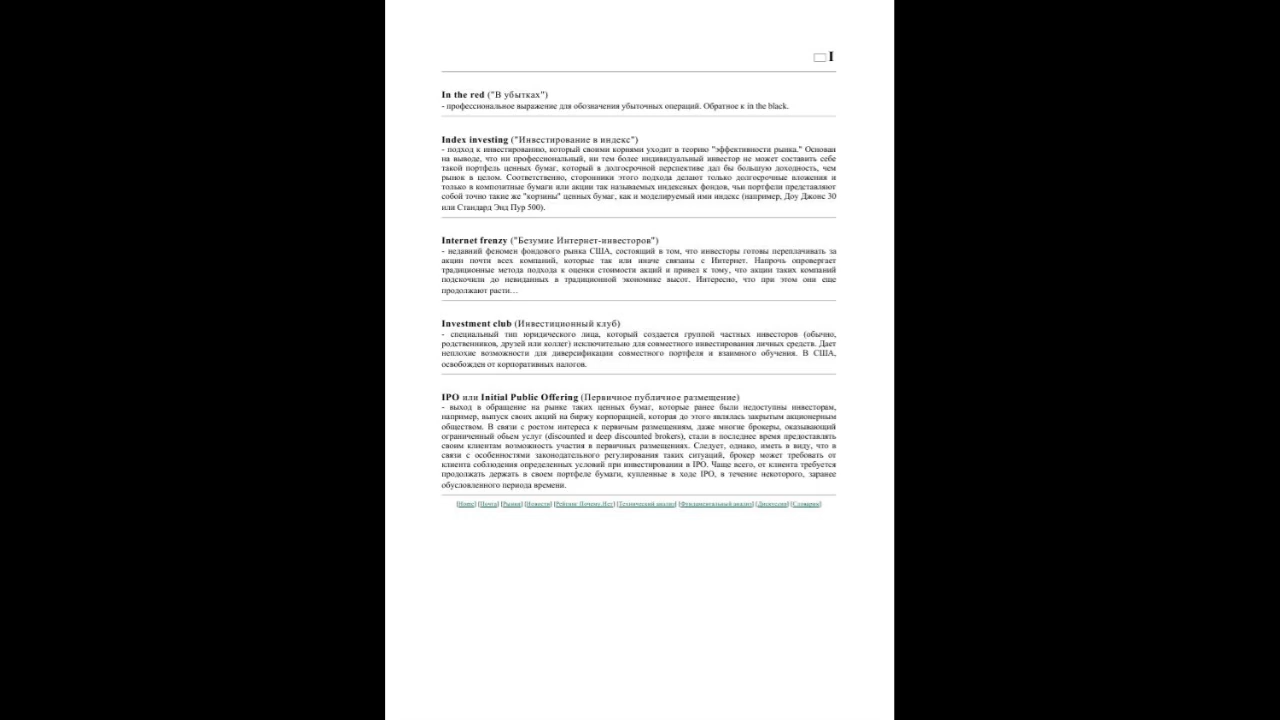 I
In the red ("В убытках")
- профессиональное выражение для обозначения убыточных операций. Обратное к in the black.
Index investing ("Инвестирование в индекс")
- подход к инвестированию, который своими корнями уходит в теорию "эффективности рынка." Основан
на выводе, что ни профессиональный, ни тем более индивидуальный инвестор не может составить себе
такой портфель ценных бумаг, который в долгосрочной перспективе дал бы большую доходность, чем
рынок в целом. Соответственно, сторонники этого подхода делают только долгосрочные вложения и
только в композитные бумаги или акции так называемых индексных фондов, чьи портфели представляют
собой точно такие же "корзины" ценных бумаг, как и моделируемый ими индекс (например, Доу Джонс 30
или Стандард Энд Пур 500).
Internet frenzy ("Безумие Интернет-инвесторов")
- недавний феномен фондового рынка США, состоящий в том, что инвесторы готовы переплачивать за
акции почти всех компаний, которые так или иначе связаны с Интернет. Напрочь опровергает
традиционные метода подхода к оценки стоимости акций и привел к тому, что акции таких компаний
подскочили до невиданных в традиционной экономике высот. Интересно, что при этом они еще
продолжают расти…
Investment club (Инвестиционный клуб)
- специальный тип юридического лица, который создается группой частных инвесторов (обычно,
родственников, друзей или коллег) исключительно для совместного инвестирования личных средств. Дает
неплохие возможности для диверсификации совместного портфеля и взаимного обучения. В США,
освобожден от корпоративных налогов.
IPO или Initial Public Offering (Первичное публичное размещение)
- выход в обращение на рынке таких ценных бумаг, которые ранее были недоступны инвесторам,
например, выпуск своих акций на биржу корпорацией, которая до этого являлась закрытым акционерным
обществом. В связи с ростом интереса к первичым размещениям, даже многие брокеры, оказывающий
ограниченный объем услуг (discounted и deep discounted brokers), стали в последнее время предоставлять
своим клиентам возможность участия в первичных размещениях. Следует, однако, иметь в виду, что в
связи с особенностями законодательного регулирования таких ситуаций, брокер может требовать от
клиента соблюдения определенных условий при инвестировании в IPO. Чаще всего, от клиента требуется
продолжать держать в своем портфеле бумаги, купленные в ходе IPO, в течение некоторого, заранее
обусловленного периода времени.
[Home] [Почта] [Рынки] [Новости] [Рейтинг Почему Нет] [Технический анализ] [Фундаментальный анализ] [Дискуссия] [Словарик]